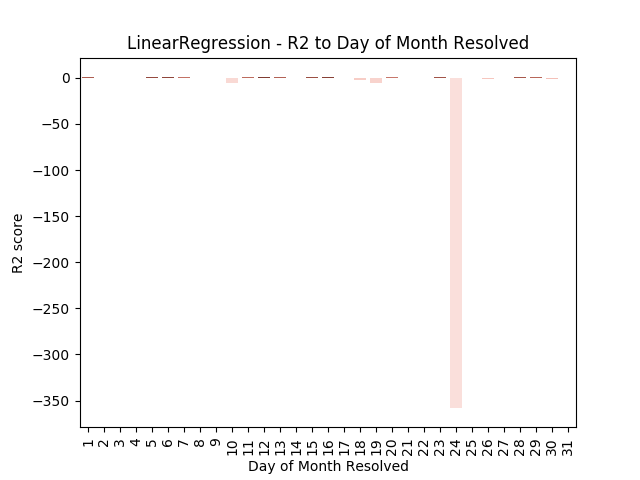 LinearRegression - R2 to Day of Month Resolved
0
−50
−100
−150
−200
−250
−300
−350
R2 score
1 2 3 4 5 6 7 8 9 10 11 12 13 14 15 16 17 18 19 20 21 22 23 24 25 26 27 28 29 30 31
Day of Month Resolved